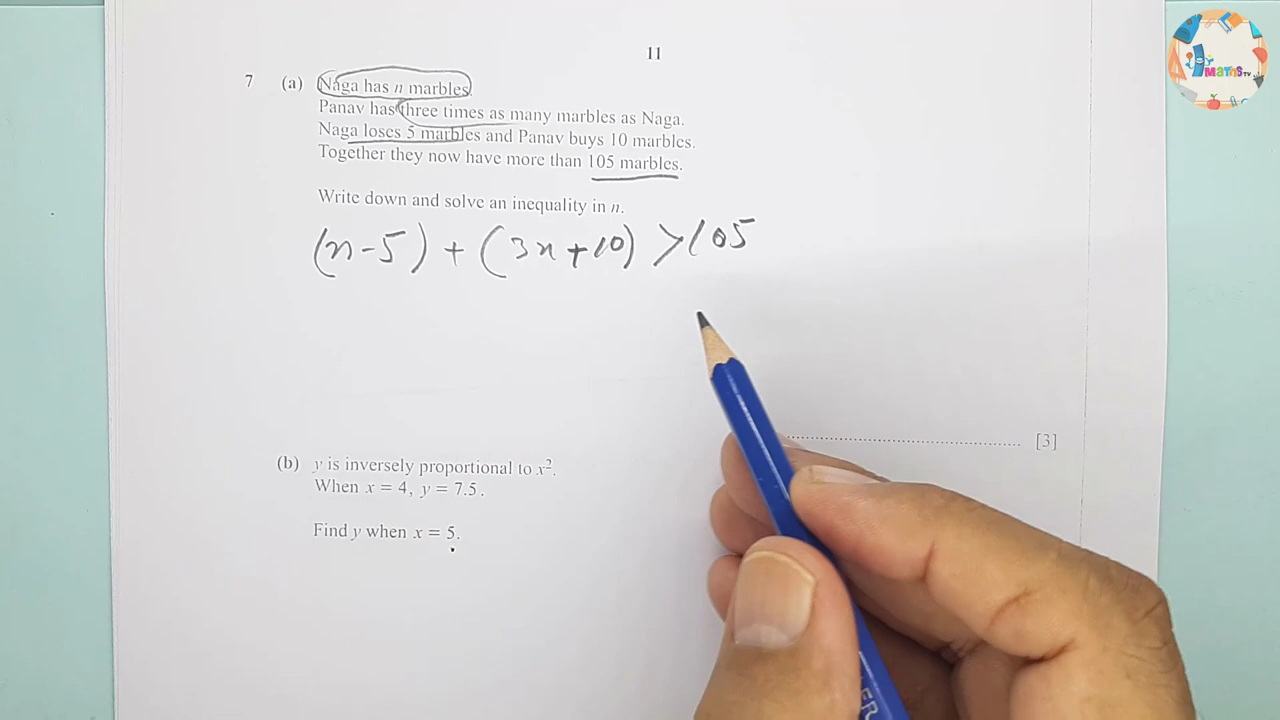 11
7 (a) Naga has n marbles.
Panav has three times as many marbles as Naga.
Naga loses 5 marbles and Panav buys 10 marbles.
Together they now have more than 105 marbles.
Write down and solve an inequality in n.
(n-5) + (3n+10) >105
[3]
(b) y is inversely proportional to x².
When x = 4, y = 7.5.
Find y when x = 5.
MATHS TV